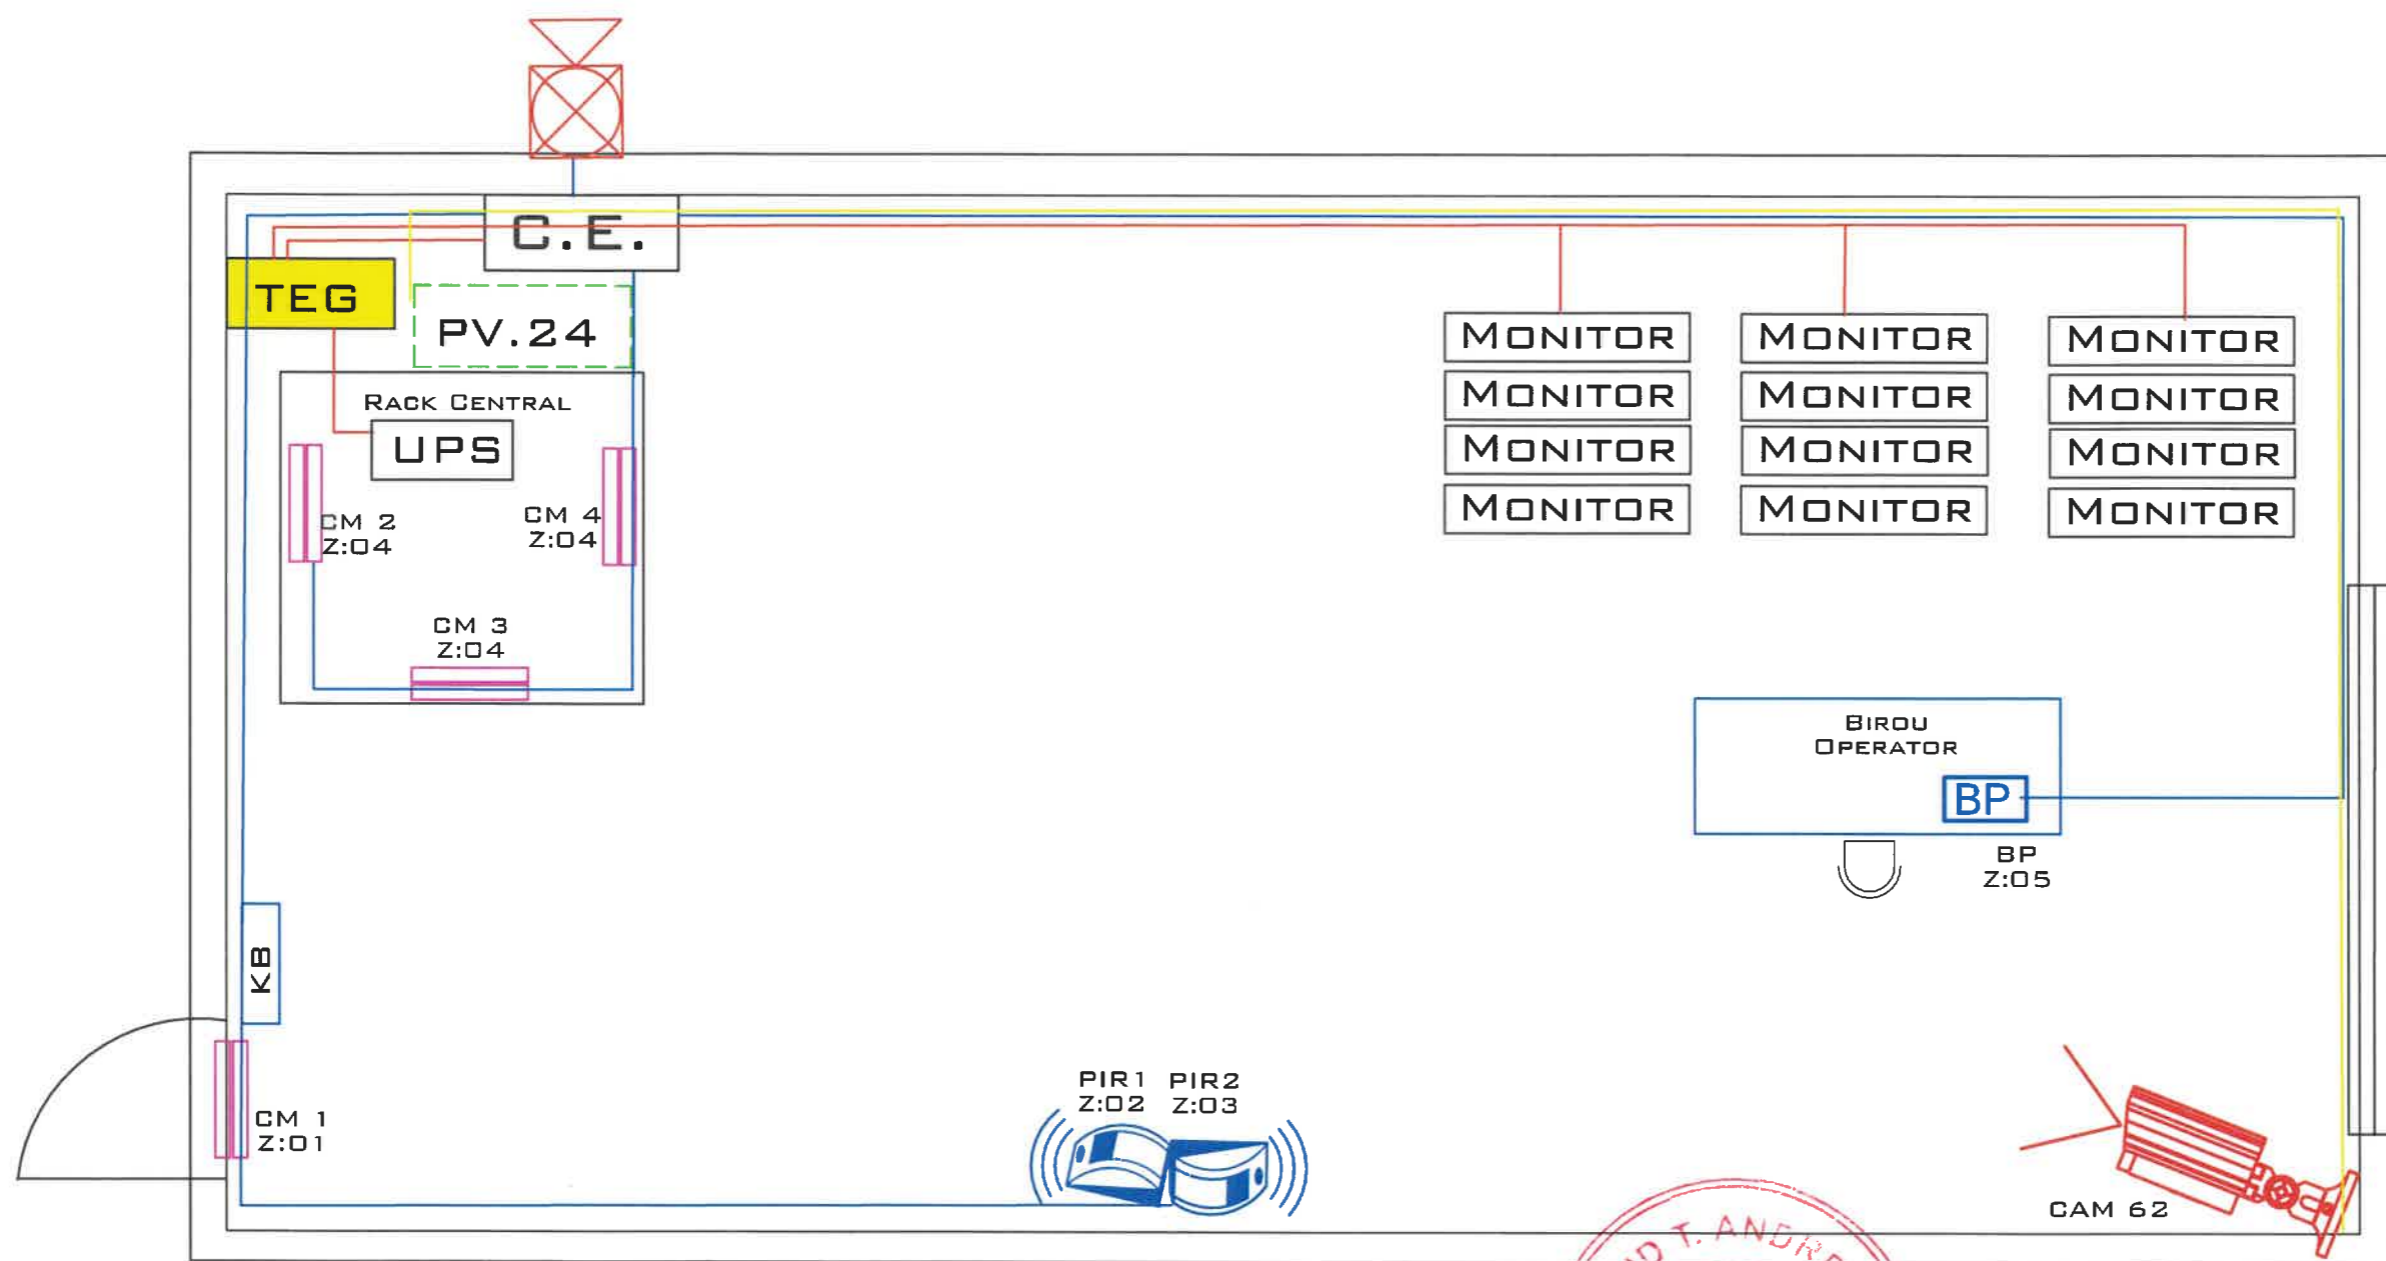 C.E.
TEG
PV.24
RACK CENTRAL
UPS
CM 2
Z:04
CM 4
Z:04
CM 3
Z:04
MONITOR
MONITOR
MONITOR
MONITOR
MONITOR
MONITOR
MONITOR
MONITOR
MONITOR
MONITOR
MONITOR
MONITOR
BIROU
OPERATOR
BP
BP
Z:05
KB
CM 1
Z:01
PIR1
Z:02
PIR2
Z:03
CAM 62
T. ANDR